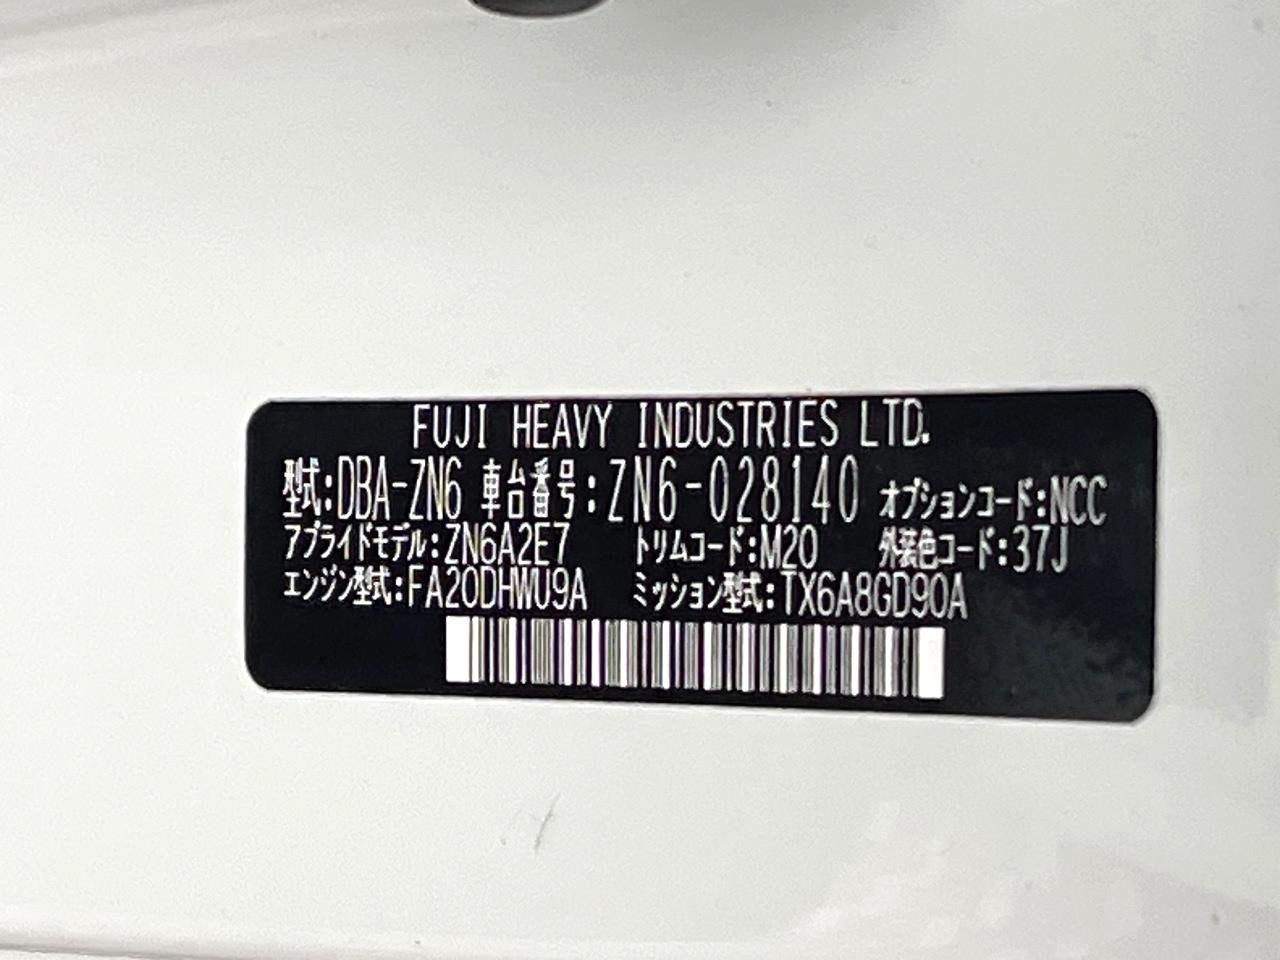 FUJI HEAVY INDUSTRIES LTD.
型式:DBA-ZN6 車台番号:ZN6-028140 オプションコード:NCC
アプライドモデル:ZN6A2E7 トリムコード:M20 外装色コード:37J
エンジン型式:FA20DHWU9A ミッション型式:TX6A8GD90A